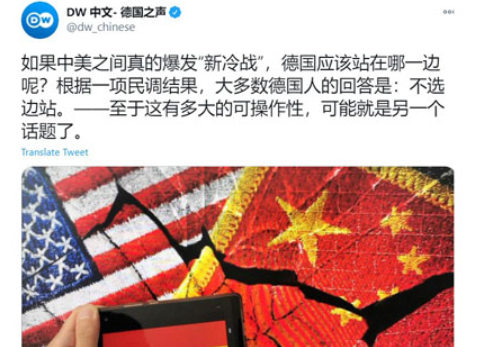 DW 中文- 德国之声
@dw_chinese
如果中美之间真的爆发“新冷战”，德国应该站在哪一边
呢？根据一项民调结果，大多数德国人的回答是：不选
边站。——至于这有多大的可操作性，可能就是另一个
话题了。
Translate Tweet